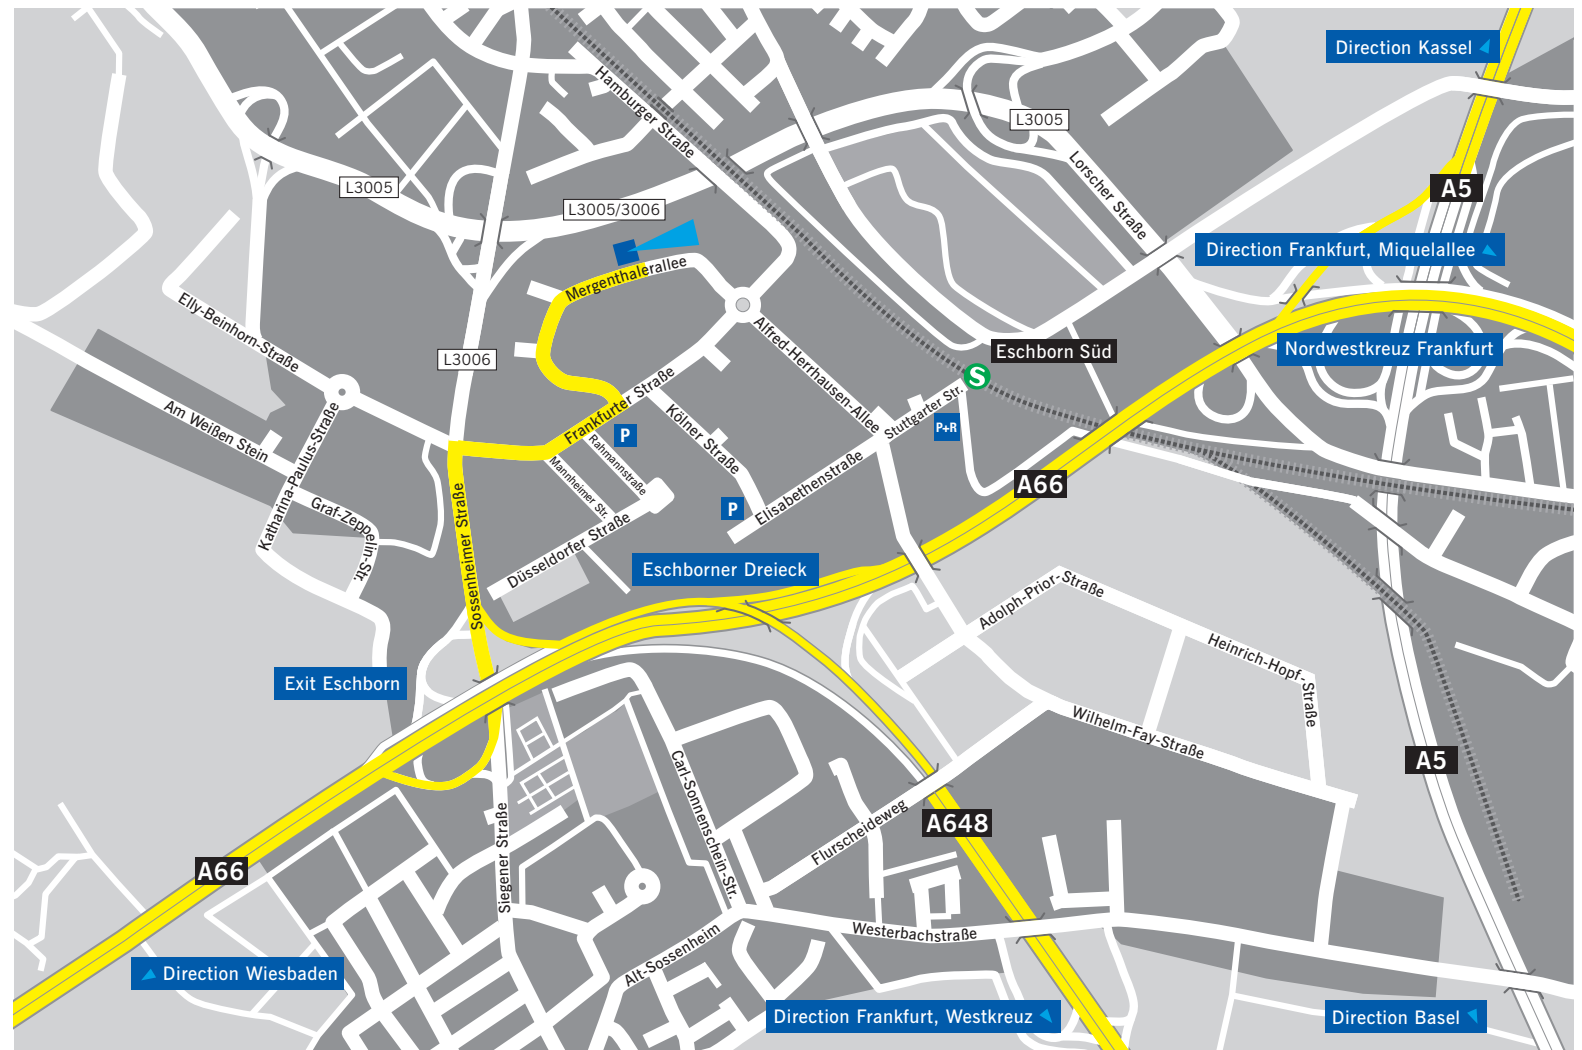 Direction Kassel
Hamburger Straße
L3005
Lorscher Straße
L3005
A5
L3005/3006
Direction Frankfurt, Miquelallee
Mergenthalerallee
Elly-Beinhorn-Straße
Alfred-Herrhausen-Allee
Eschborn Süd
Nordwestkreuz Frankfurt
L3006
S
Frankfurter Straße
Stuttgarter Str.
Am Weißen Stein
Katharina-Paulus-Straße
Kölner Straße
P
P+R
Rahmannstraße
Mannheimer Str.
Elisabethenstraße
A66
Graf-Zeppelin-Str.
P
Sossenheimer Straße
Düsseldorfer Straße
Eschborner Dreieck
Adolph-Prior-Straße
Heinrich-Hopf-Straße
Exit Eschborn
Wilhelm-Fay-Straße
Carl-Sonnenschein-Str.
A5
Flurscheideweg
A648
Siegener Straße
A66
Westerbachstraße
Alt-Sossenheim
Direction Wiesbaden
Direction Frankfurt, Westkreuz
Direction Basel